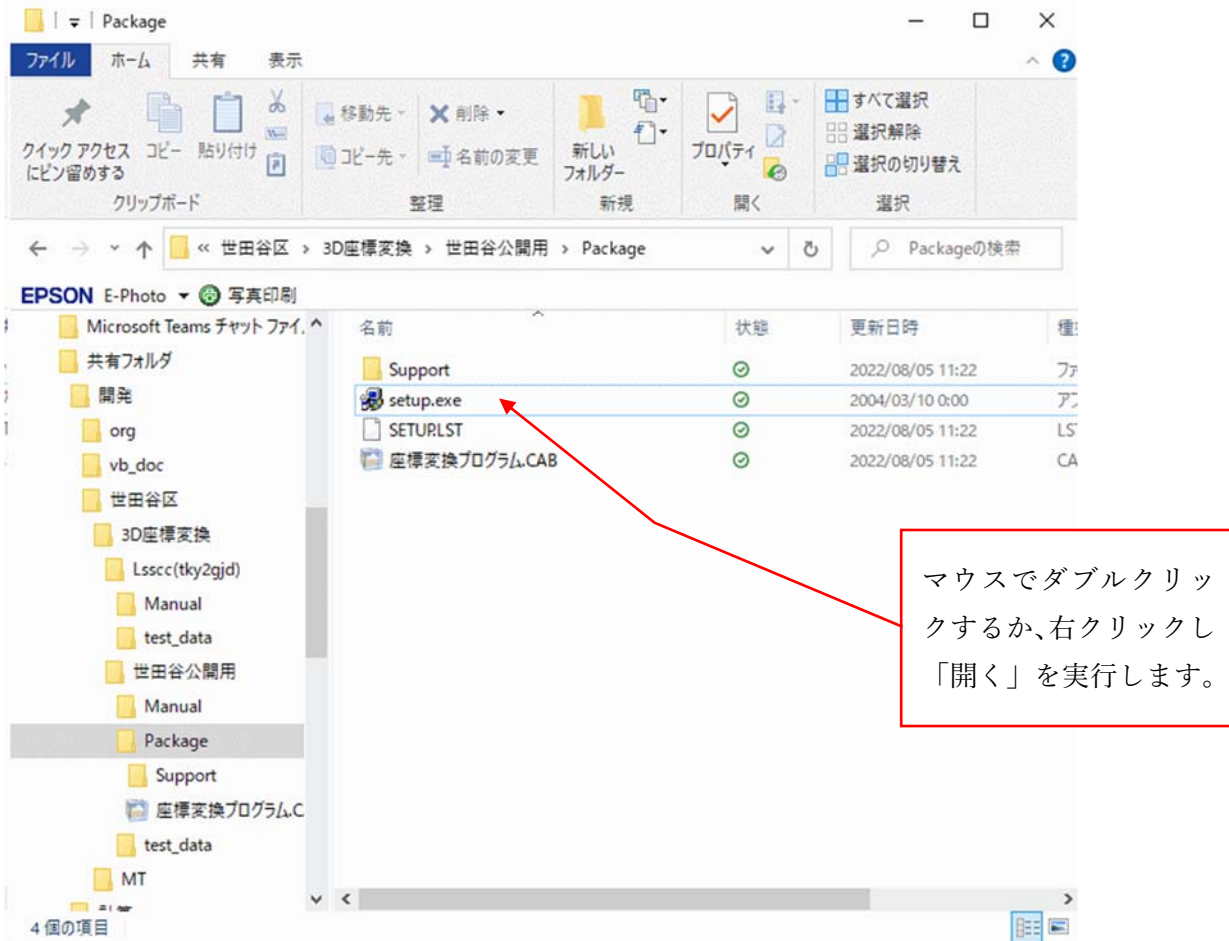 Package
ファイル ホーム 共有 表示
クイック アクセス
にピン留めする
コピー
貼り付け
移動先
コピー先
削除
名前の変更
新しい
フォルダー
プロパティ
すべて選択
選択解除
選択の切り替え
クリップボード 整理 新規 開く 選択
« 世田谷区 › 3D座標変換 › 世田谷公開用 › Package
Packageの検索
EPSON E-Photo 写真印刷
Microsoft Teams チャット ファイ
共有フォルダ
開発
org
vb_doc
世田谷区
3D座標変換
Lsscc(tky2gjd)
Manual
test_data
世田谷公開用
Manual
Package
Support
座標変換プログラム.C
test_data
MT
名前 状態 更新日時
Support 2022/08/05 11:22 ファ
setup.exe 2004/03/10 0:00 アプ
SETUP.LST 2022/08/05 11:22 LS
座標変換プログラム.CAB 2022/08/05 11:22 CA
マウスでダブルクリッ
クするか、右クリックし
「開く」を実行します。
4 個の項目